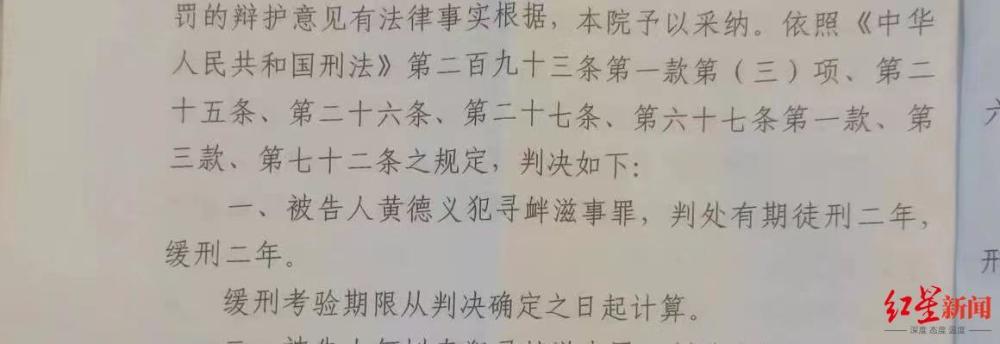 罚的辩护意见有法律事实根据，本院予以采纳。依照《中华
人民共和国刑法》第二百九十三条第一款第（三）项、第二
十五条、第二十六条、第二十七条、第六十七条第一款、第
三款、第七十二条之规定，判决如下：
一、被告人黄德义犯寻衅滋事罪，判处有期徒刑二年，
缓刑二年。
缓刑考验期限从判决确定之日起计算。
红星新闻
深度 态度 温度